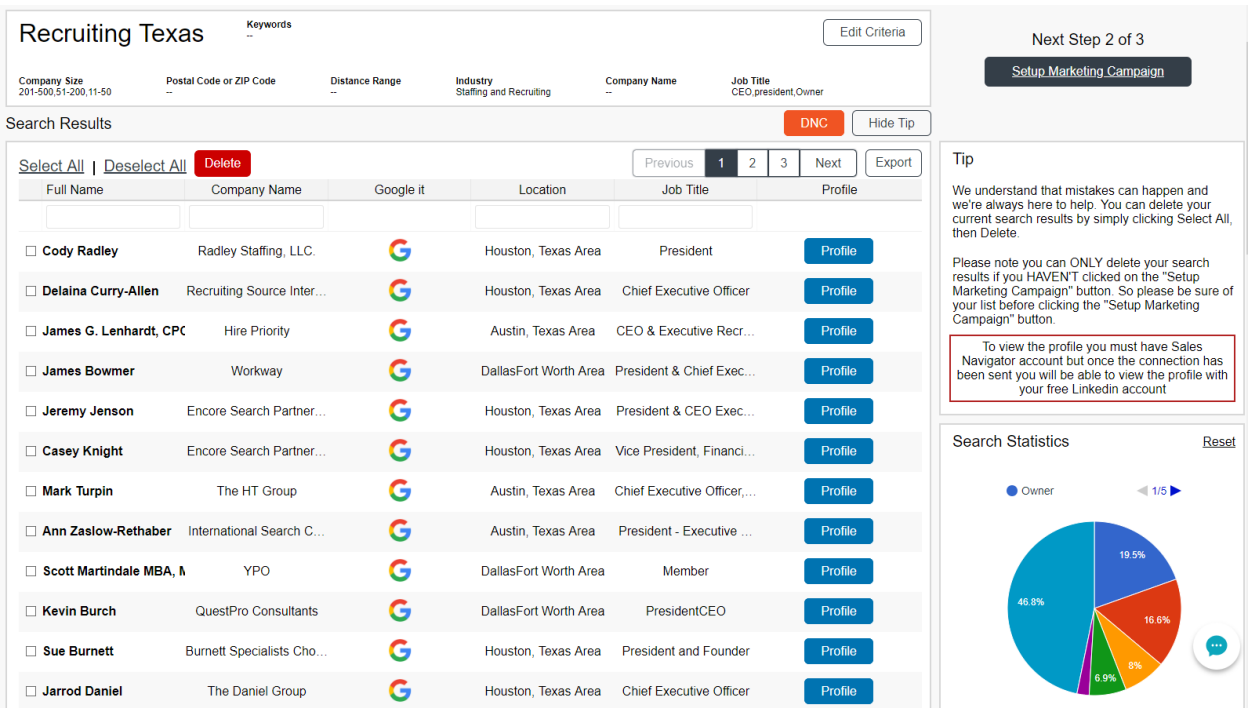 Recruiting Texas
Keywords
--
Edit Criteria
Company Size
201-500,51-200,11-50
Postal Code or ZIP Code
--
Distance Range
--
Industry
Staffing and Recruiting
Company Name
--
Job Title
CEO,president,Owner
Search Results
DNC
Hide Tip
Select All | Deselect All
Delete
Previous 1 2 3 Next
Export
Full Name Company Name Google it Location Job Title Profile
Cody Radley Radley Staffing, LLC. Houston, Texas Area President Profile
Delaina Curry-Allen Recruiting Source Inter... Houston, Texas Area Chief Executive Officer Profile
James G. Lenhardt, CPC Hire Priority Austin, Texas Area CEO & Executive Recr... Profile
James Bowmer Workway DallasFort Worth Area President & Chief Exec... Profile
Jeremy Jenson Encore Search Partner... Houston, Texas Area President & CEO Exec... Profile
Casey Knight Encore Search Partner... Houston, Texas Area Vice President, Financi... Profile
Mark Turpin The HT Group Austin, Texas Area Chief Executive Officer,... Profile
Ann Zaslow-Rethaber International Search C... Austin, Texas Area President - Executive ... Profile
Scott Martindale MBA, M YPO DallasFort Worth Area Member Profile
Kevin Burch QuestPro Consultants DallasFort Worth Area PresidentCEO Profile
Sue Burnett Burnett Specialists Cho... Houston, Texas Area President and Founder Profile
Jarrod Daniel The Daniel Group Houston, Texas Area Chief Executive Officer Profile
Next Step 2 of 3
Setup Marketing Campaign
Tip
We understand that mistakes can happen and
we're always here to help. You can delete your
current search results by simply clicking Select All,
then Delete.
Please note you can ONLY delete your search
results if you HAVEN'T clicked on the "Setup
Marketing Campaign" button. So please be sure of
your list before clicking the "Setup Marketing
Campaign" button.
To view the profile you must have Sales
Navigator account but once the connection has
been sent you will be able to view the profile with
your free Linkedin account
Search Statistics
Reset
Owner
1/5
19.5%
46.8%
16.6%
8%
6.9%